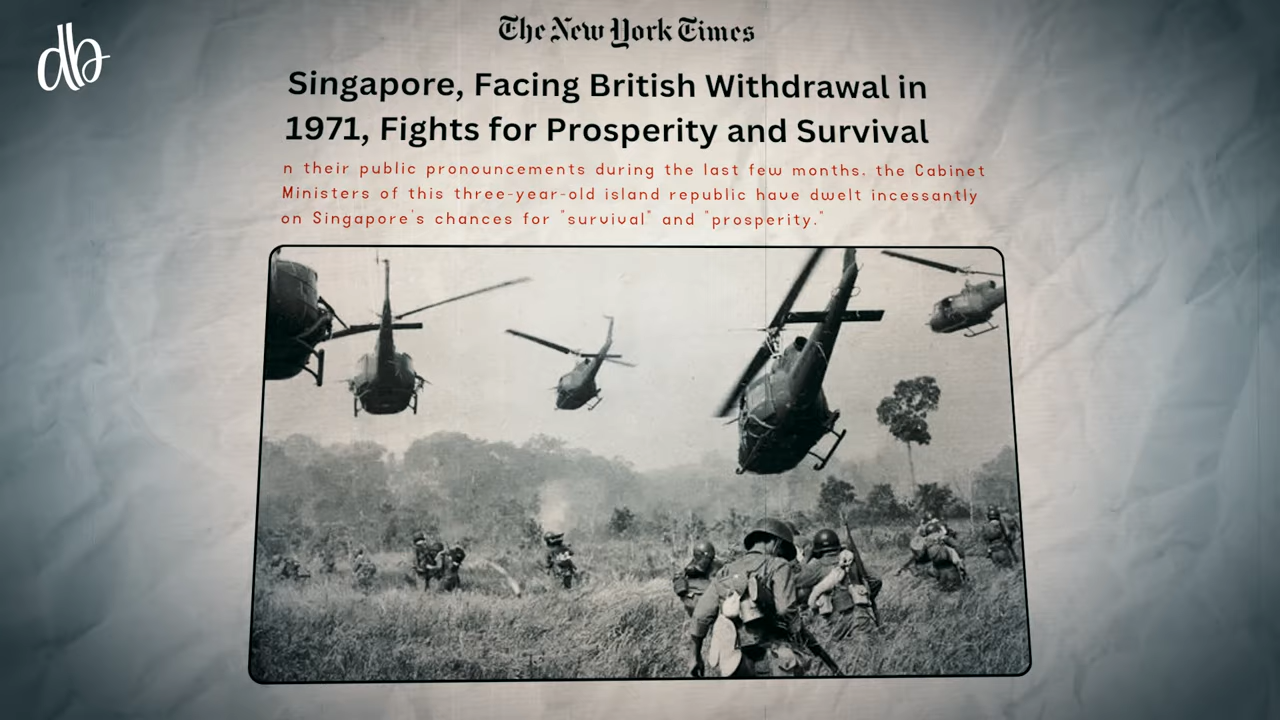 db
The New York Times
Singapore, Facing British Withdrawal in
1971, Fights for Prosperity and Survival
n their public pronouncements during the last few months. the Cabinet
Ministers of this three-year-old island republic have dwelt incessantly
on Singapore's chances for "survival" and "prosperity."